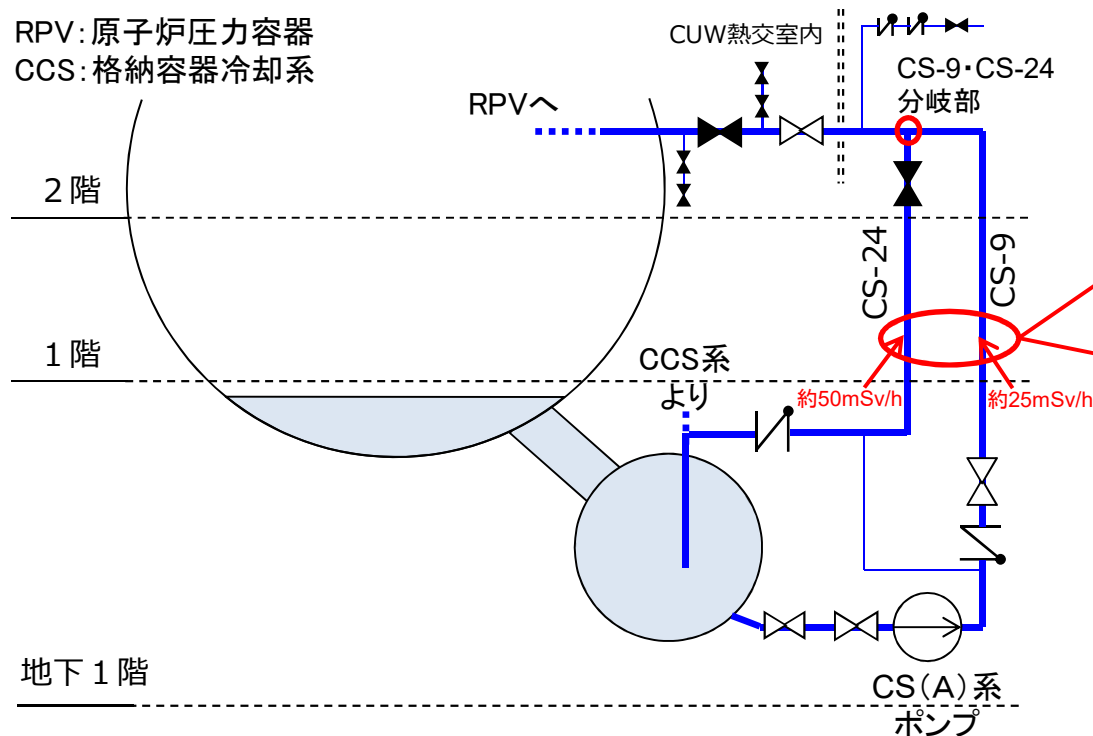 RPV：原子炉圧力容器
CCS：格納容器冷却系
CUW熱交室内
RPVへ
CS-9・CS-24
分岐部
２階
CS-24
CS-9
１階
CCS系
より
約50mSv/h
約25mSv/h
地下１階
CS（A）系
ポンプ